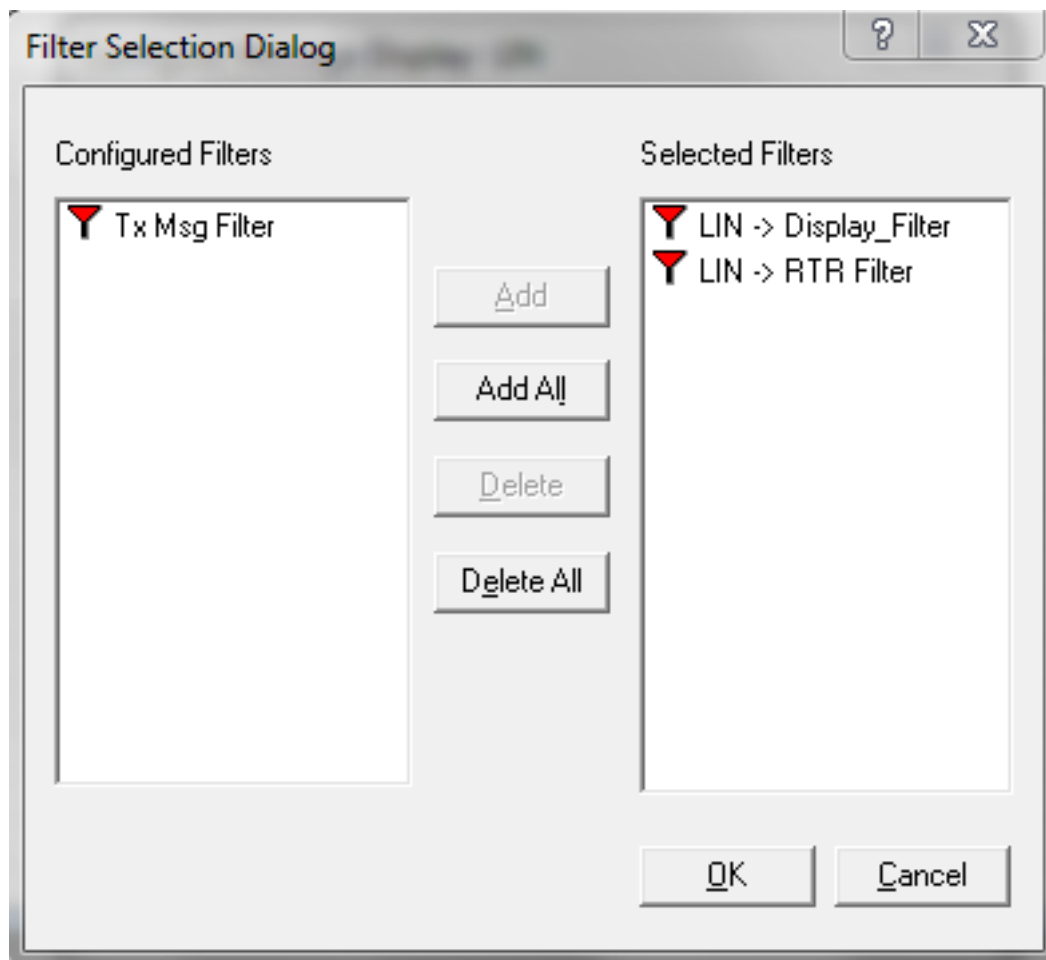 Filter Selection Dialog
Configured Filters
Tx Msg Filter
Add
Add All
Delete
Delete All
Selected Filters
LIN -> Display_Filter
LIN -> RTR Filter
OK
Cancel